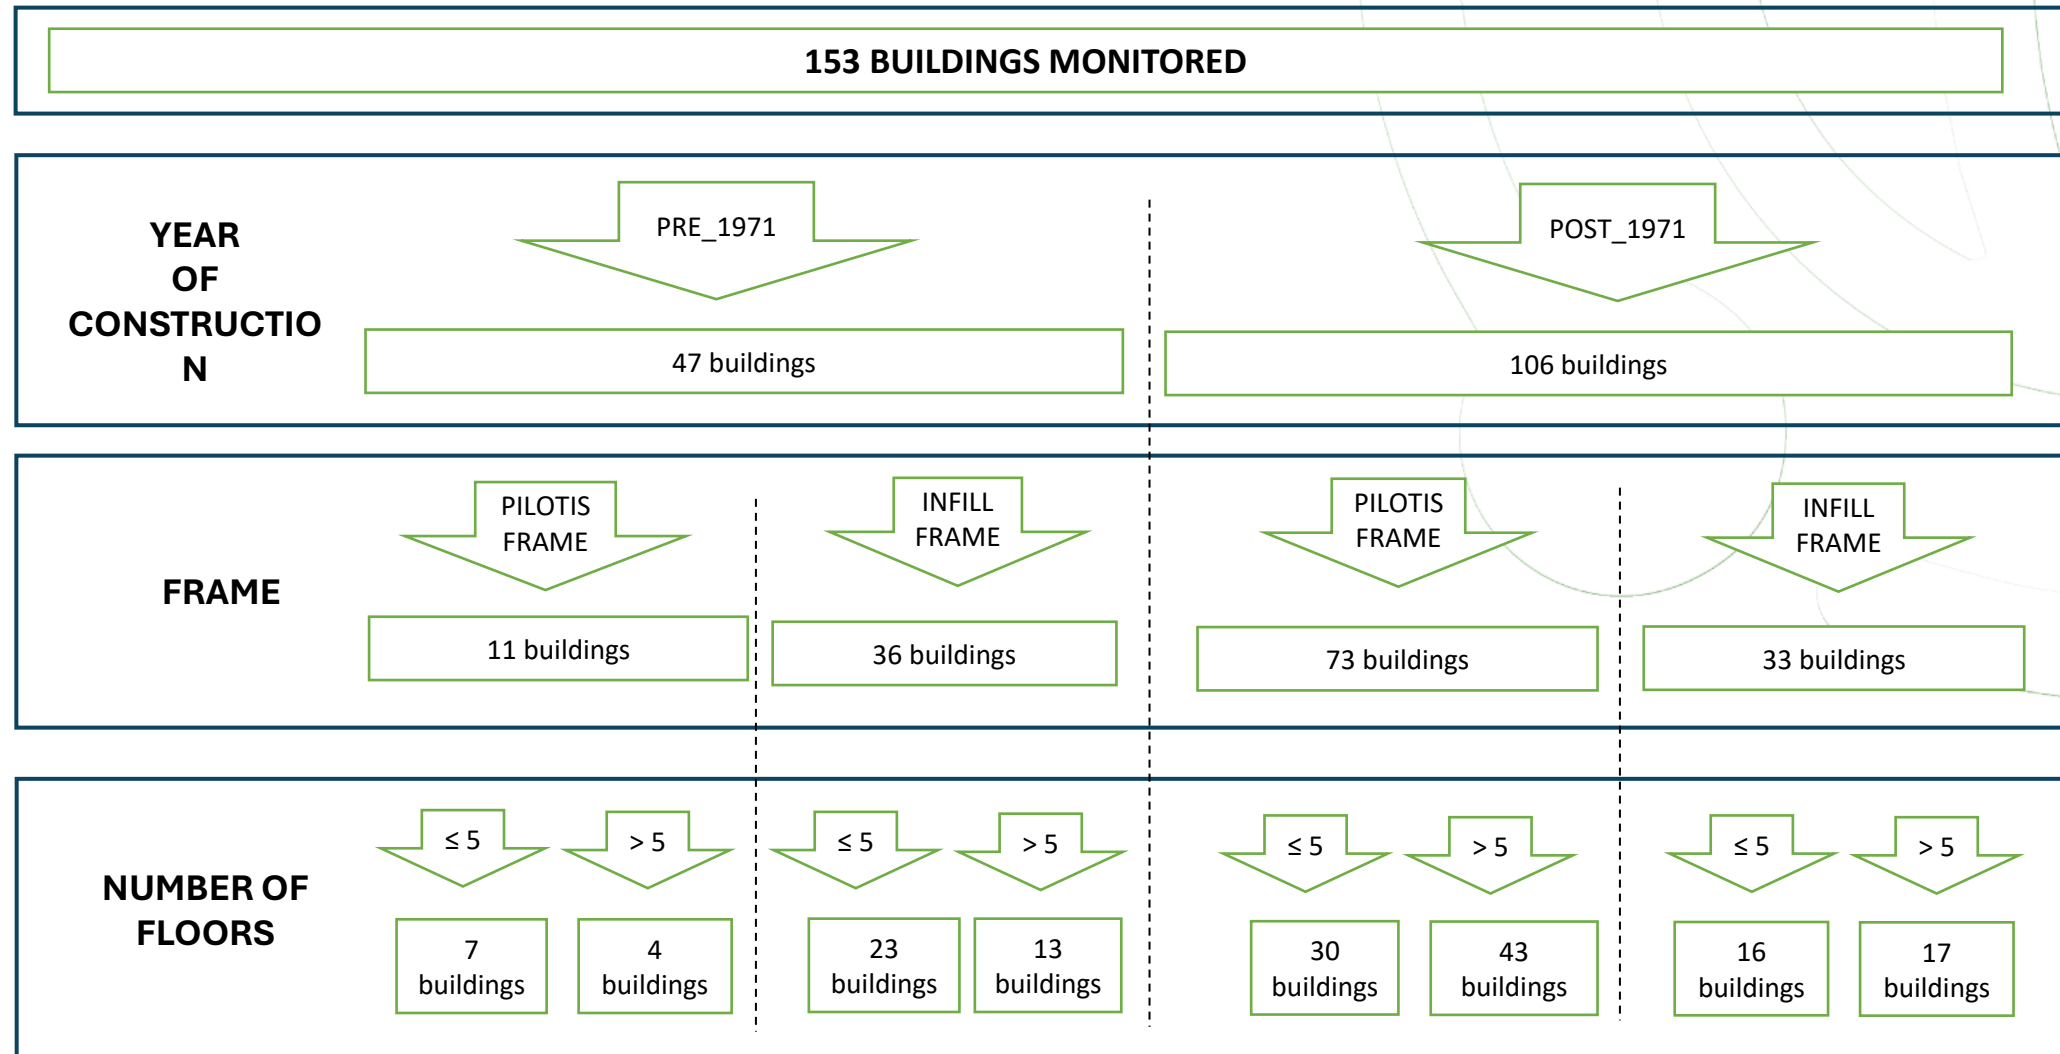 153 BUILDINGS MONITORED
YEAR
OF
CONSTRUCTIO
N
PRE_1971
POST_1971
47 buildings
106 buildings
FRAME
PILOTIS
FRAME
INFILL
FRAME
PILOTIS
FRAME
INFILL
FRAME
11 buildings
36 buildings
73 buildings
33 buildings
NUMBER OF
FLOORS
≤ 5
> 5
≤ 5
> 5
≤ 5
> 5
≤ 5
> 5
7
buildings
4
buildings
23
buildings
13
buildings
30
buildings
43
buildings
16
buildings
17
buildings